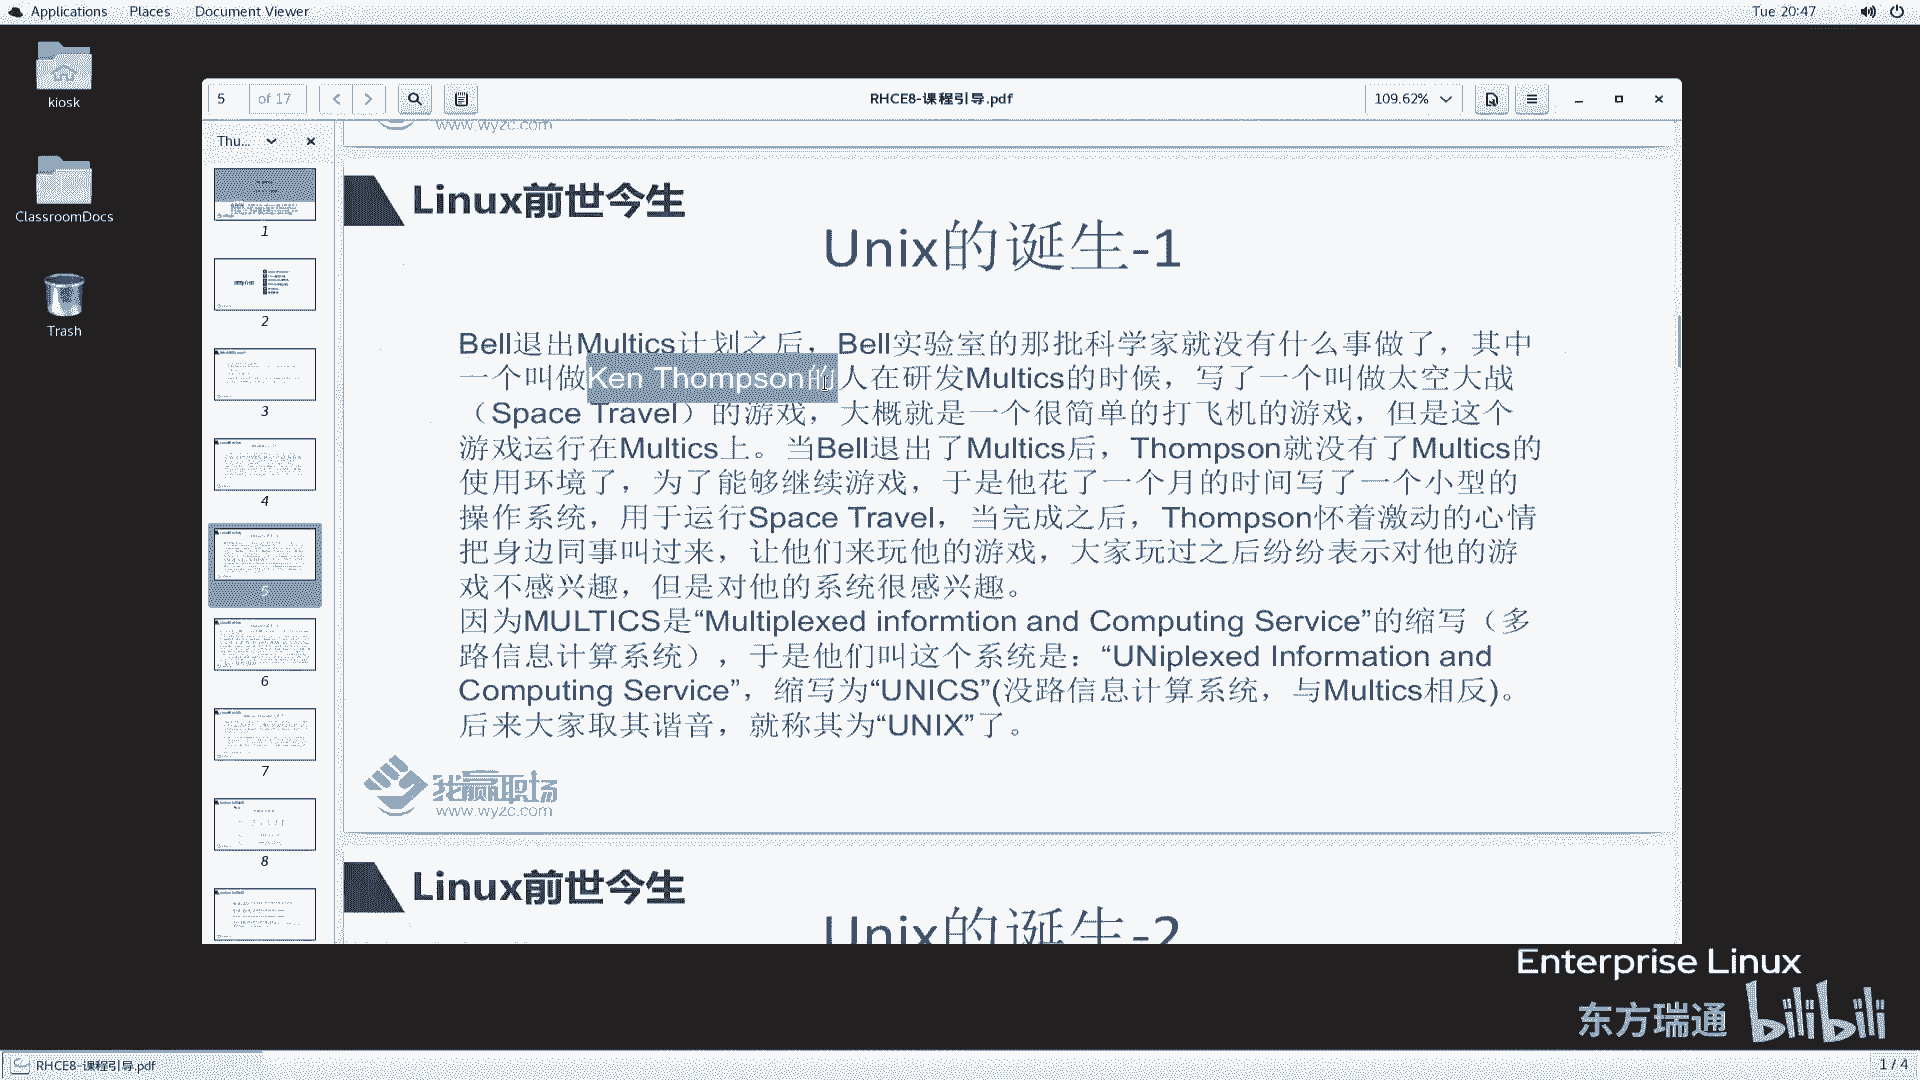 Applications Places Document Viewer Tue 20:47
kiosk
ClassroomDocs
Trash
5 of 17 RHCE8-课程引导.pdf 109.62%
Thu...
1
2
3
4
5
6
7
8
www.wyzc.com
Linux前世今生
Unix的诞生-1
Bell退出Multics计划之后，Bell实验室的那批科学家就没有什么事做了，其中
一个叫做Ken Thompson的人在研发Multics的时候，写了一个叫做太空大战
（Space Travel）的游戏，大概就是一个很简单的打飞机的游戏，但是这个
游戏运行在Multics上。当Bell退出了Multics后，Thompson就没有了Multics的
使用环境了，为了能够继续游戏，于是他花了一个月的时间写了一个小型的
操作系统，用于运行Space Travel，当完成之后，Thompson怀着激动的心情
把身边同事叫过来，让他们来玩他的游戏，大家玩过之后纷纷表示对他的游
戏不感兴趣，但是对他的系统很感兴趣。
因为MULTICS是“Multiplexed informtion and Computing Service”的缩写（多
路信息计算系统），于是他们叫这个系统是：“UNiplexed Information and
Computing Service”，缩写为“UNICS”(没路信息计算系统，与Multics相反)。
后来大家取其谐音，就称其为“UNIX”了。
我赢职场
www.wyzc.com
Linux前世今生
Unix的诞生-2
Enterprise Linux
东方瑞通 bilibili
RHCE8-课程引导.pdf 1 / 4